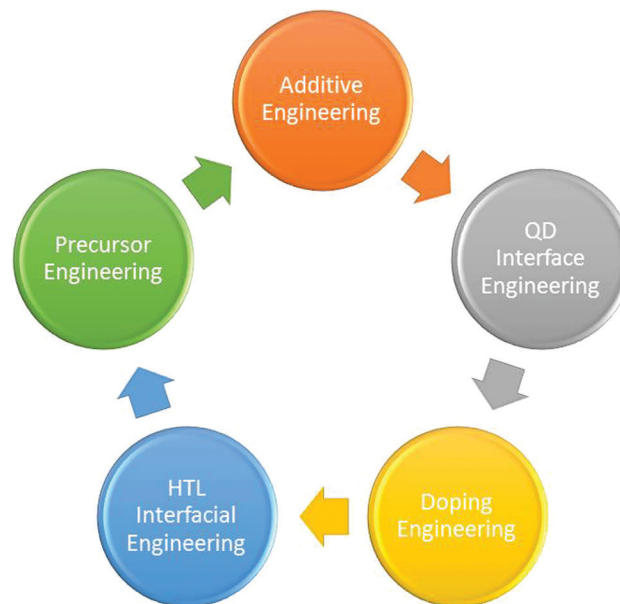 Additive
Engineering
QD
Interface
Engineering
Doping
Engineering
HTL
Interfacial
Engineering
Precursor
Engineering